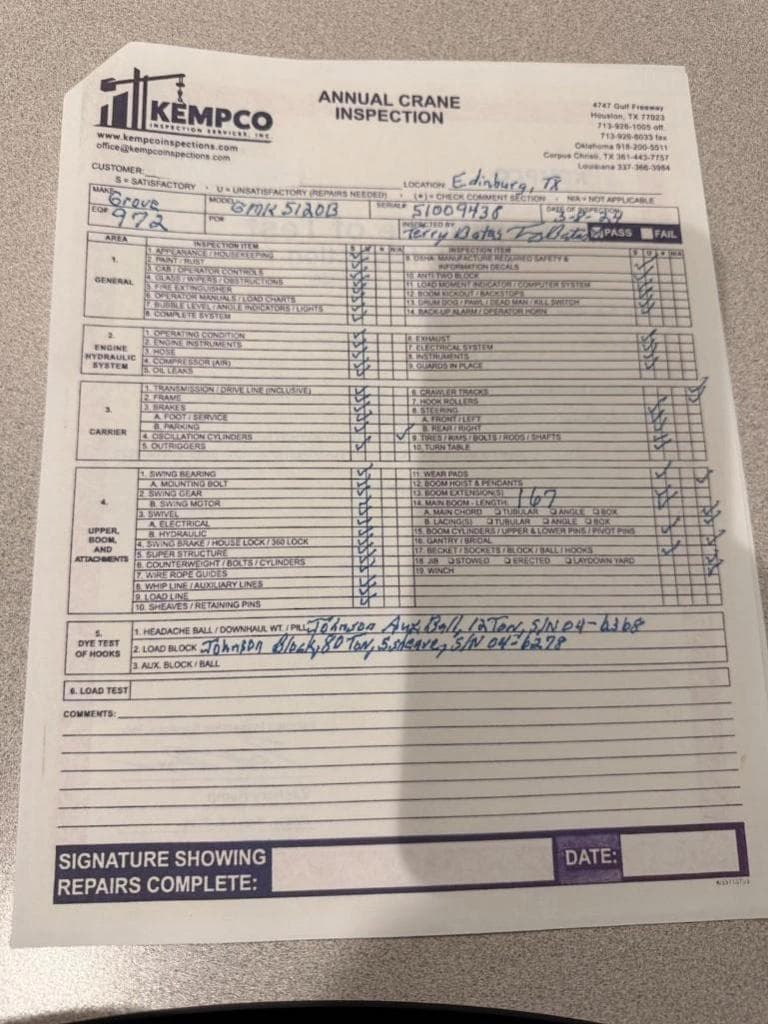 KEMPCO
INSPECTION SERVICES, INC.
www.kempcoinspections.com
office@kempcoinspections.com
ANNUAL CRANE
INSPECTION
4747 Gulf Freeway
Houston, TX 77023
713-926-1005 off.
713-926-8033 fax
Oklahoma 918-200-5511
Corpus Christi, TX 361-443-7757
Louisiana 337-366-3984
CUSTOMER:
LOCATION: Edinburg, TX
S = SATISFACTORY · U = UNSATISFACTORY (REPAIRS NEEDED) · (*) = CHECK COMMENT SECTION · N/A = NOT APPLICABLE
MAKE Grove
MODEL GMK 5120B
SERIAL# 51009438
DATE OF INSPECTION 3-8-24
EQ# 972
PO#
INSPECTED BY Terry Bates
PASS FAIL
AREA
INSPECTION ITEM
S U * N/A
INSPECTION ITEM
S U * N/A
1.
GENERAL
1. APPEARANCE / HOUSEKEEPING
2. PAINT / RUST
3. CAB / OPERATOR CONTROLS
4. GLASS / WIPERS / OBSTRUCTIONS
5. FIRE EXTINGUISHER
6. OPERATOR MANUALS / LOAD CHARTS
7. BUBBLE LEVEL / ANGLE INDICATORS / LIGHTS
8. COMPLETE SYSTEM
9. OSHA MANUFACTURE REQUIRED SAFETY &
INFORMATION DECALS
10. ANTI-TWO BLOCK
11. LOAD MOMENT INDICATOR / COMPUTER SYSTEM
12. BOOM KICKOUT / BACKSTOPS
13. DRUM DOG / PAWL / DEAD MAN / KILL SWITCH
14. BACK-UP ALARM / OPERATOR HORN
2.
ENGINE
HYDRAULIC
SYSTEM
1. OPERATING CONDITION
2. ENGINE INSTRUMENTS
3. HOSE
4. COMPRESSOR (AIR)
5. OIL LEAKS
6. EXHAUST
7. ELECTRICAL SYSTEM
8. INSTRUMENTS
9. GUARDS IN PLACE
3.
CARRIER
1. TRANSMISSION / DRIVE LINE (INCLUSIVE)
2. FRAME
3. BRAKES
A. FOOT / SERVICE
B. PARKING
4. OSCILLATION CYLINDERS
5. OUTRIGGERS
6. CRAWLER TRACKS
7. HOOK ROLLERS
8. STEERING
A. FRONT / LEFT
B. REAR / RIGHT
9. TIRES / RIMS / BOLTS / RODS / SHAFTS
10. TURN TABLE
4.
UPPER,
BOOM,
AND
ATTACHMENTS
1. SWING BEARING
A. MOUNTING BOLT
2. SWING GEAR
B. SWING MOTOR
3. SWIVEL
A. ELECTRICAL
B. HYDRAULIC
4. SWING BRAKE / HOUSE LOCK / 360 LOCK
5. SUPER STRUCTURE
6. COUNTERWEIGHT / BOLTS / CYLINDERS
7. WIRE ROPE GUIDES
8. WHIP LINE / AUXILIARY LINES
9. LOAD LINE
10. SHEAVES / RETAINING PINS
11. WEAR PADS
12. BOOM HOIST & PENDANTS
13. BOOM EXTENSION(S)
14. MAIN BOOM - LENGTH: 167
A. MAIN CHORD TUBULAR ANGLE BOX
B. LACING(S) TUBULAR ANGLE BOX
15. BOOM CYLINDERS / UPPER & LOWER PINS / PIVOT PINS
16. GANTRY / BRIDAL
17. BECKET / SOCKETS / BLOCK / BALL / HOOKS
18. JIB STOWED ERECTED LAYDOWN YARD
19. WINCH
5.
DYE TEST
OF HOOKS
1. HEADACHE BALL / DOWNHAUL WT. / PILL Johnson Aux Ball, 12 Ton, S/N 04-6368
2. LOAD BLOCK Johnson Block, 80 Ton, 5 sheave, S/N 04-6278
3. AUX. BLOCK / BALL
6. LOAD TEST
COMMENTS:
SIGNATURE SHOWING
REPAIRS COMPLETE:
DATE: